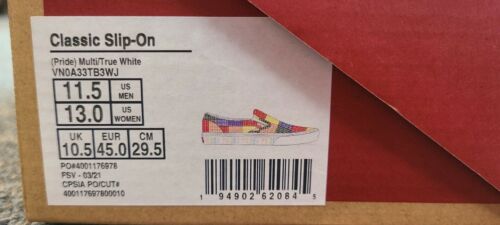 Classic Slip-On
(Pride) Multi/True White
VN0A33TB3WJ
11.5 US MEN
13.0 US WOMEN
UK EUR CM
10.5 45.0 29.5
PO#4001176978
FSV - 03/21
CPSIA PO/CUT#
400117697800010
1 94902 62084 5